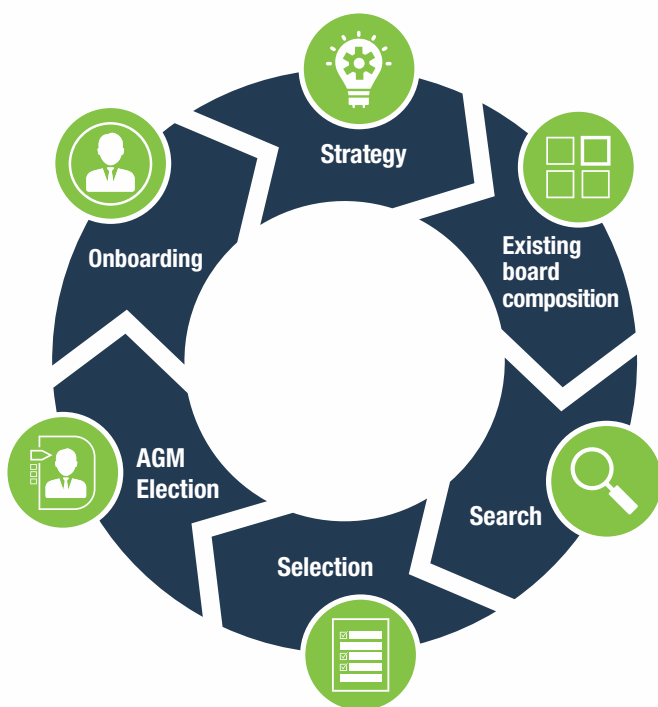 Strategy
Existing
board
composition
Search
Selection
AGM
Election
Onboarding